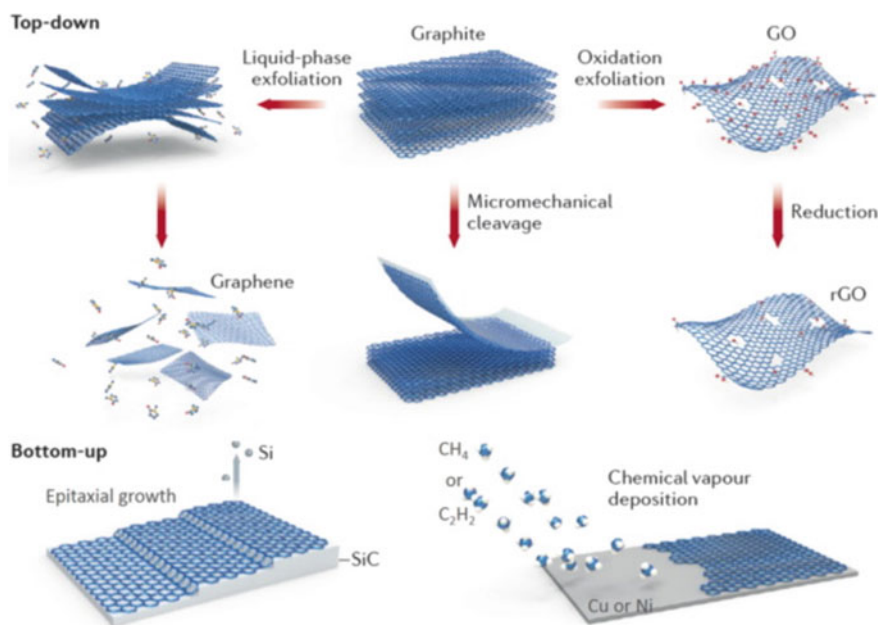 Top-down
Graphite
GO
Liquid-phase
exfoliation
Oxidation
exfoliation
Micromechanical
cleavage
Reduction
Graphene
rGO
Bottom-up
Si
Epitaxial growth
SiC
CH₄
or
C₂H₂
Chemical vapour
deposition
Cu or Ni